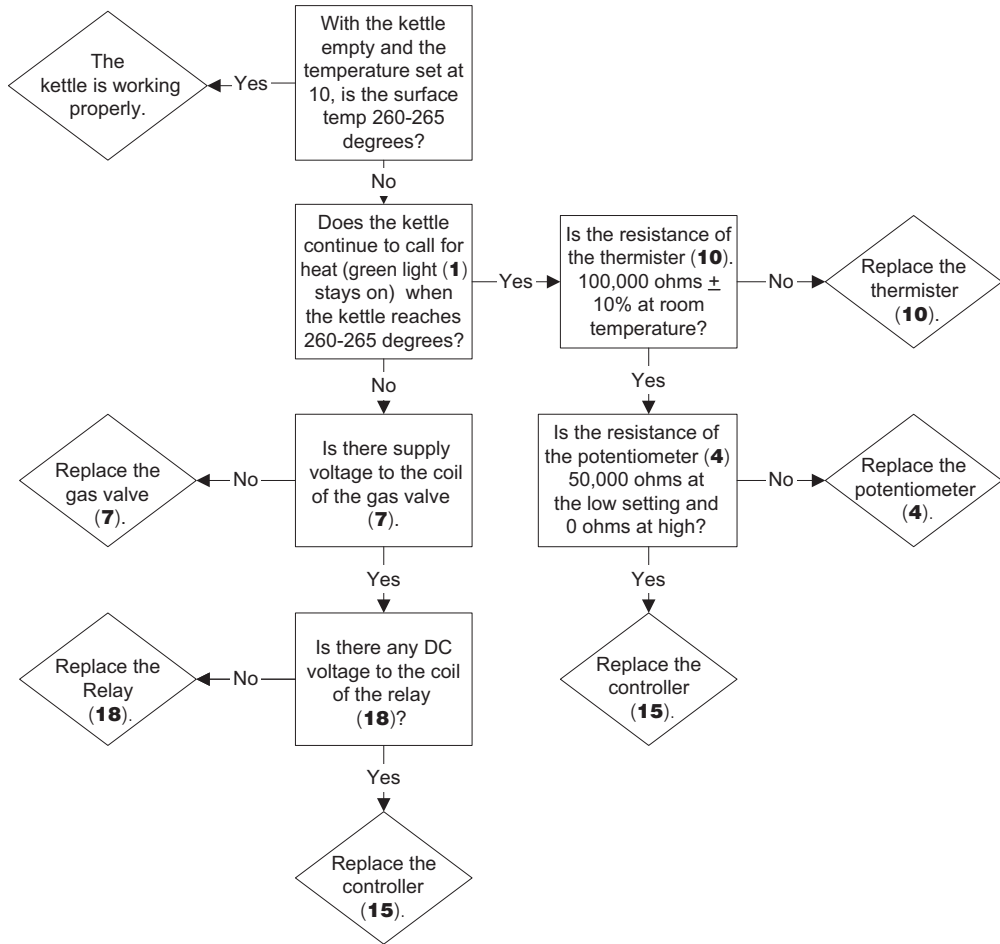 With the kettle
empty and the
temperature set at
10, is the surface
temp 260-265
degrees?
Yes
The
kettle is working
properly.
No
Does the kettle
continue to call for
heat (green light (1)
stays on) when
the kettle reaches
260-265 degrees?
Yes
Is the resistance of
the thermister (10).
100,000 ohms ±
10% at room
temperature?
No
Replace the
thermister
(10).
No
Yes
Is there supply
voltage to the coil
of the gas valve
(7).
No
Replace the
gas valve
(7).
Is the resistance of
the potentiometer (4)
50,000 ohms at
the low setting and
0 ohms at high?
No
Replace the
potentiometer
(4).
Yes
Yes
Is there any DC
voltage to the coil
of the relay
(18)?
No
Replace the
Relay
(18).
Replace the
controller
(15).
Yes
Replace the
controller
(15).